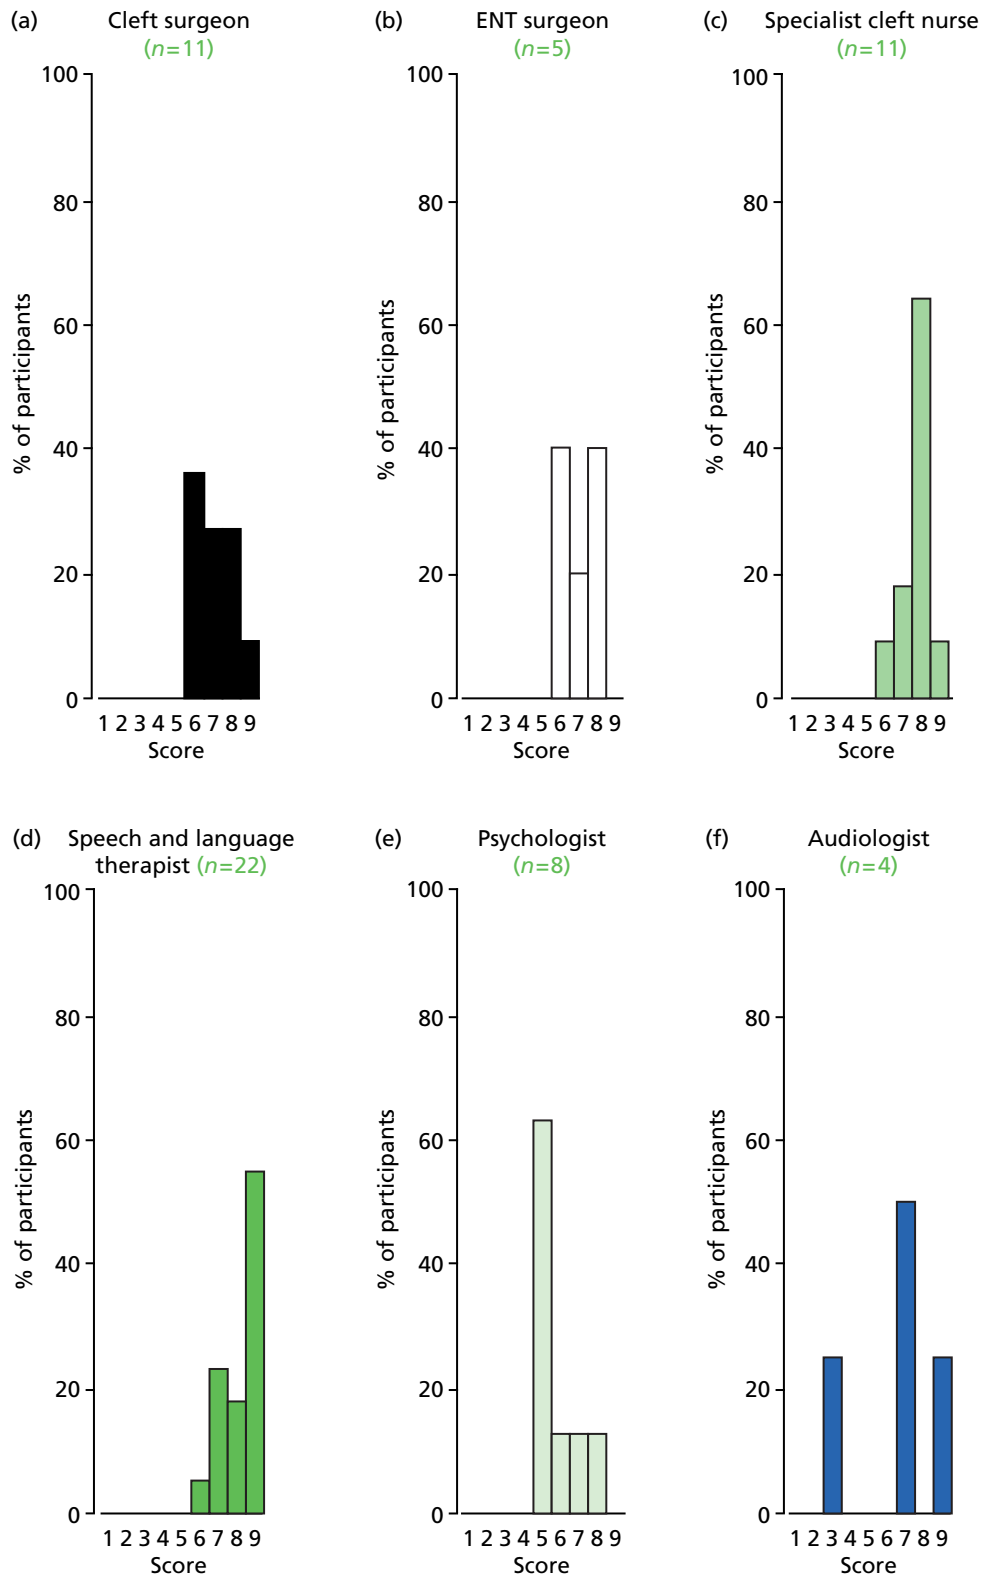 (a) Cleft surgeon
(n=11)
100
80
60
40
20
0
% of participants
1 2 3 4 5 6 7 8 9
Score
(b) ENT surgeon
(n=5)
100
80
60
40
20
0
% of participants
1 2 3 4 5 6 7 8 9
Score
(c) Specialist cleft nurse
(n=11)
100
80
60
40
20
0
% of participants
1 2 3 4 5 6 7 8 9
Score
(d) Speech and language
therapist (n=22)
100
80
60
40
20
0
% of participants
1 2 3 4 5 6 7 8 9
Score
(e) Psychologist
(n=8)
100
80
60
40
20
0
% of participants
1 2 3 4 5 6 7 8 9
Score
(f) Audiologist
(n=4)
100
80
60
40
20
0
% of participants
1 2 3 4 5 6 7 8 9
Score